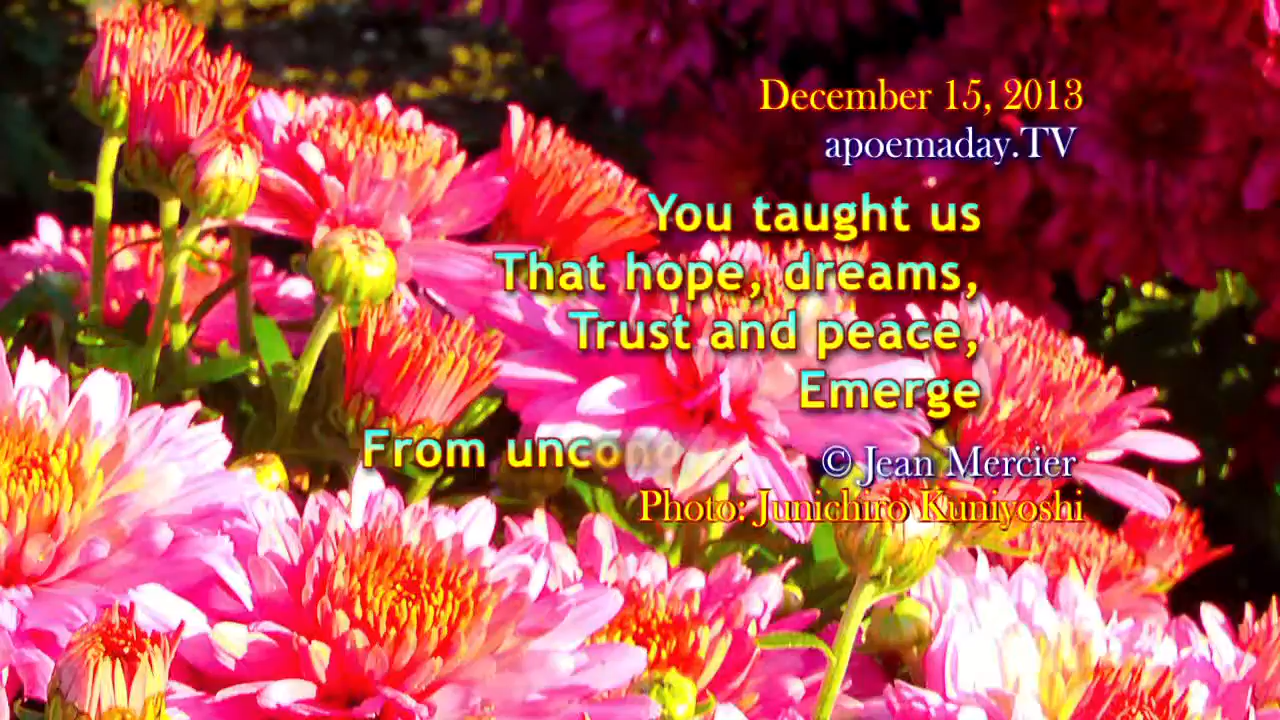 December 15, 2013
apoemaday.TV
You taught us
That hope, dreams,
Trust and peace,
Emerge
From
© Jean Mercier
Photo: Junichiro Kuniyoshi